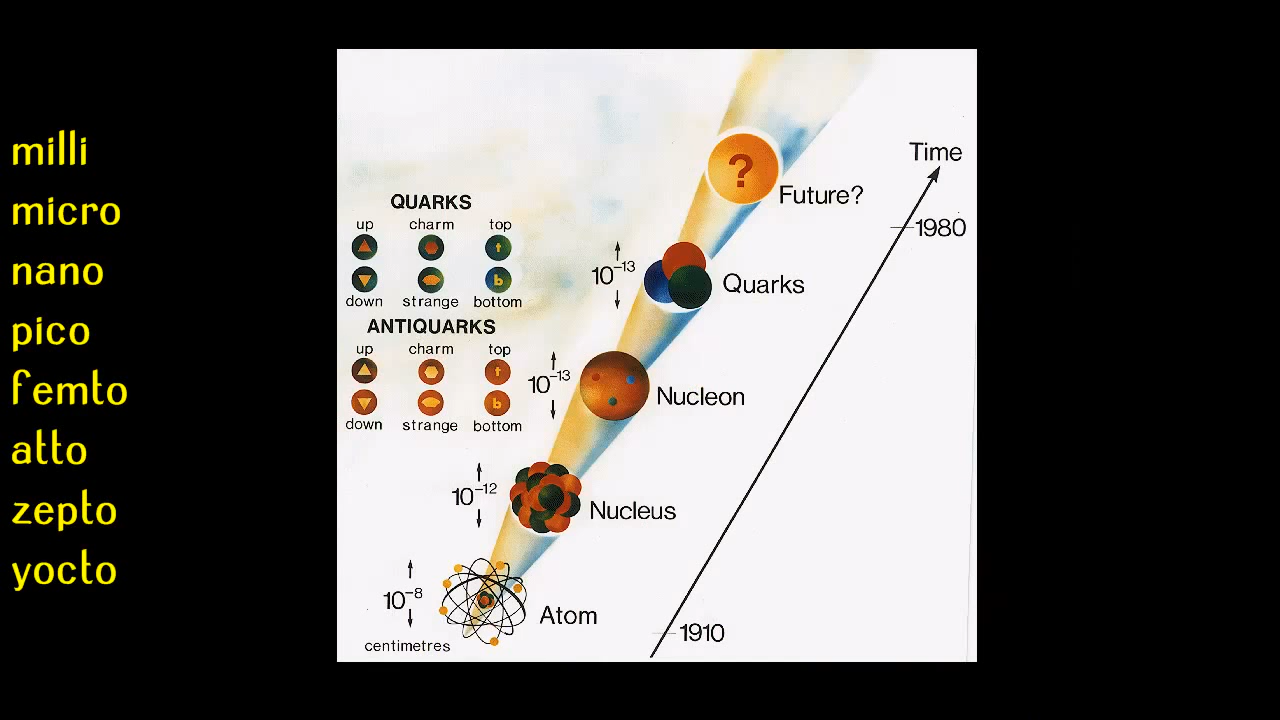 milli
micro
nano
pico
femto
atto
zepto
yocto
Time
?
Future?
1980
QUARKS
up charm top
t
b
down strange bottom
10⁻¹³
Quarks
ANTIQUARKS
up charm top
t
b
down strange bottom
10⁻¹³
Nucleon
10⁻¹²
Nucleus
10⁻⁸
Atom
centimetres
1910